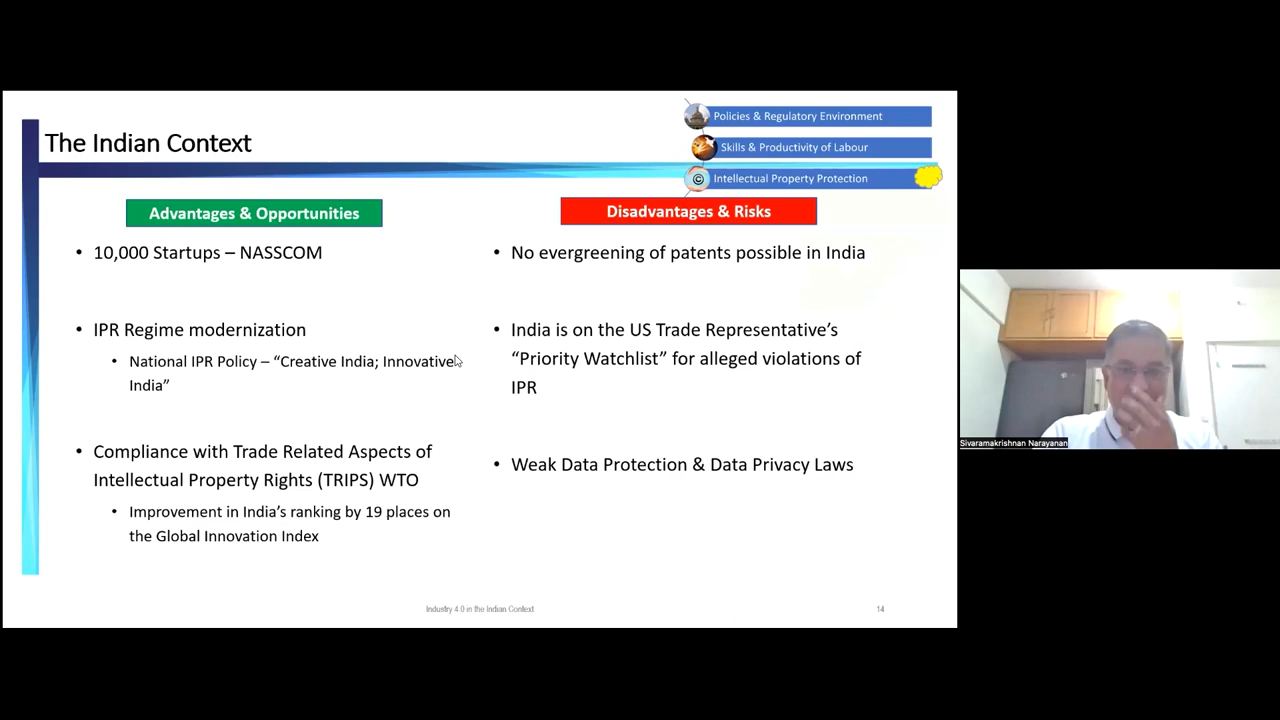 The Indian Context
Policies & Regulatory Environment
Skills & Productivity of Labour
Intellectual Property Protection
Advantages & Opportunities
• 10,000 Startups – NASSCOM
• IPR Regime modernization
• National IPR Policy – “Creative India; Innovative
India”
• Compliance with Trade Related Aspects of
Intellectual Property Rights (TRIPS) WTO
• Improvement in India’s ranking by 19 places on
the Global Innovation Index
Disadvantages & Risks
• No evergreening of patents possible in India
• India is on the US Trade Representative’s
“Priority Watchlist” for alleged violations of
IPR
• Weak Data Protection & Data Privacy Laws
Industry 4.0 in the Indian Context
14
Sivaramakrishnan Narayanan